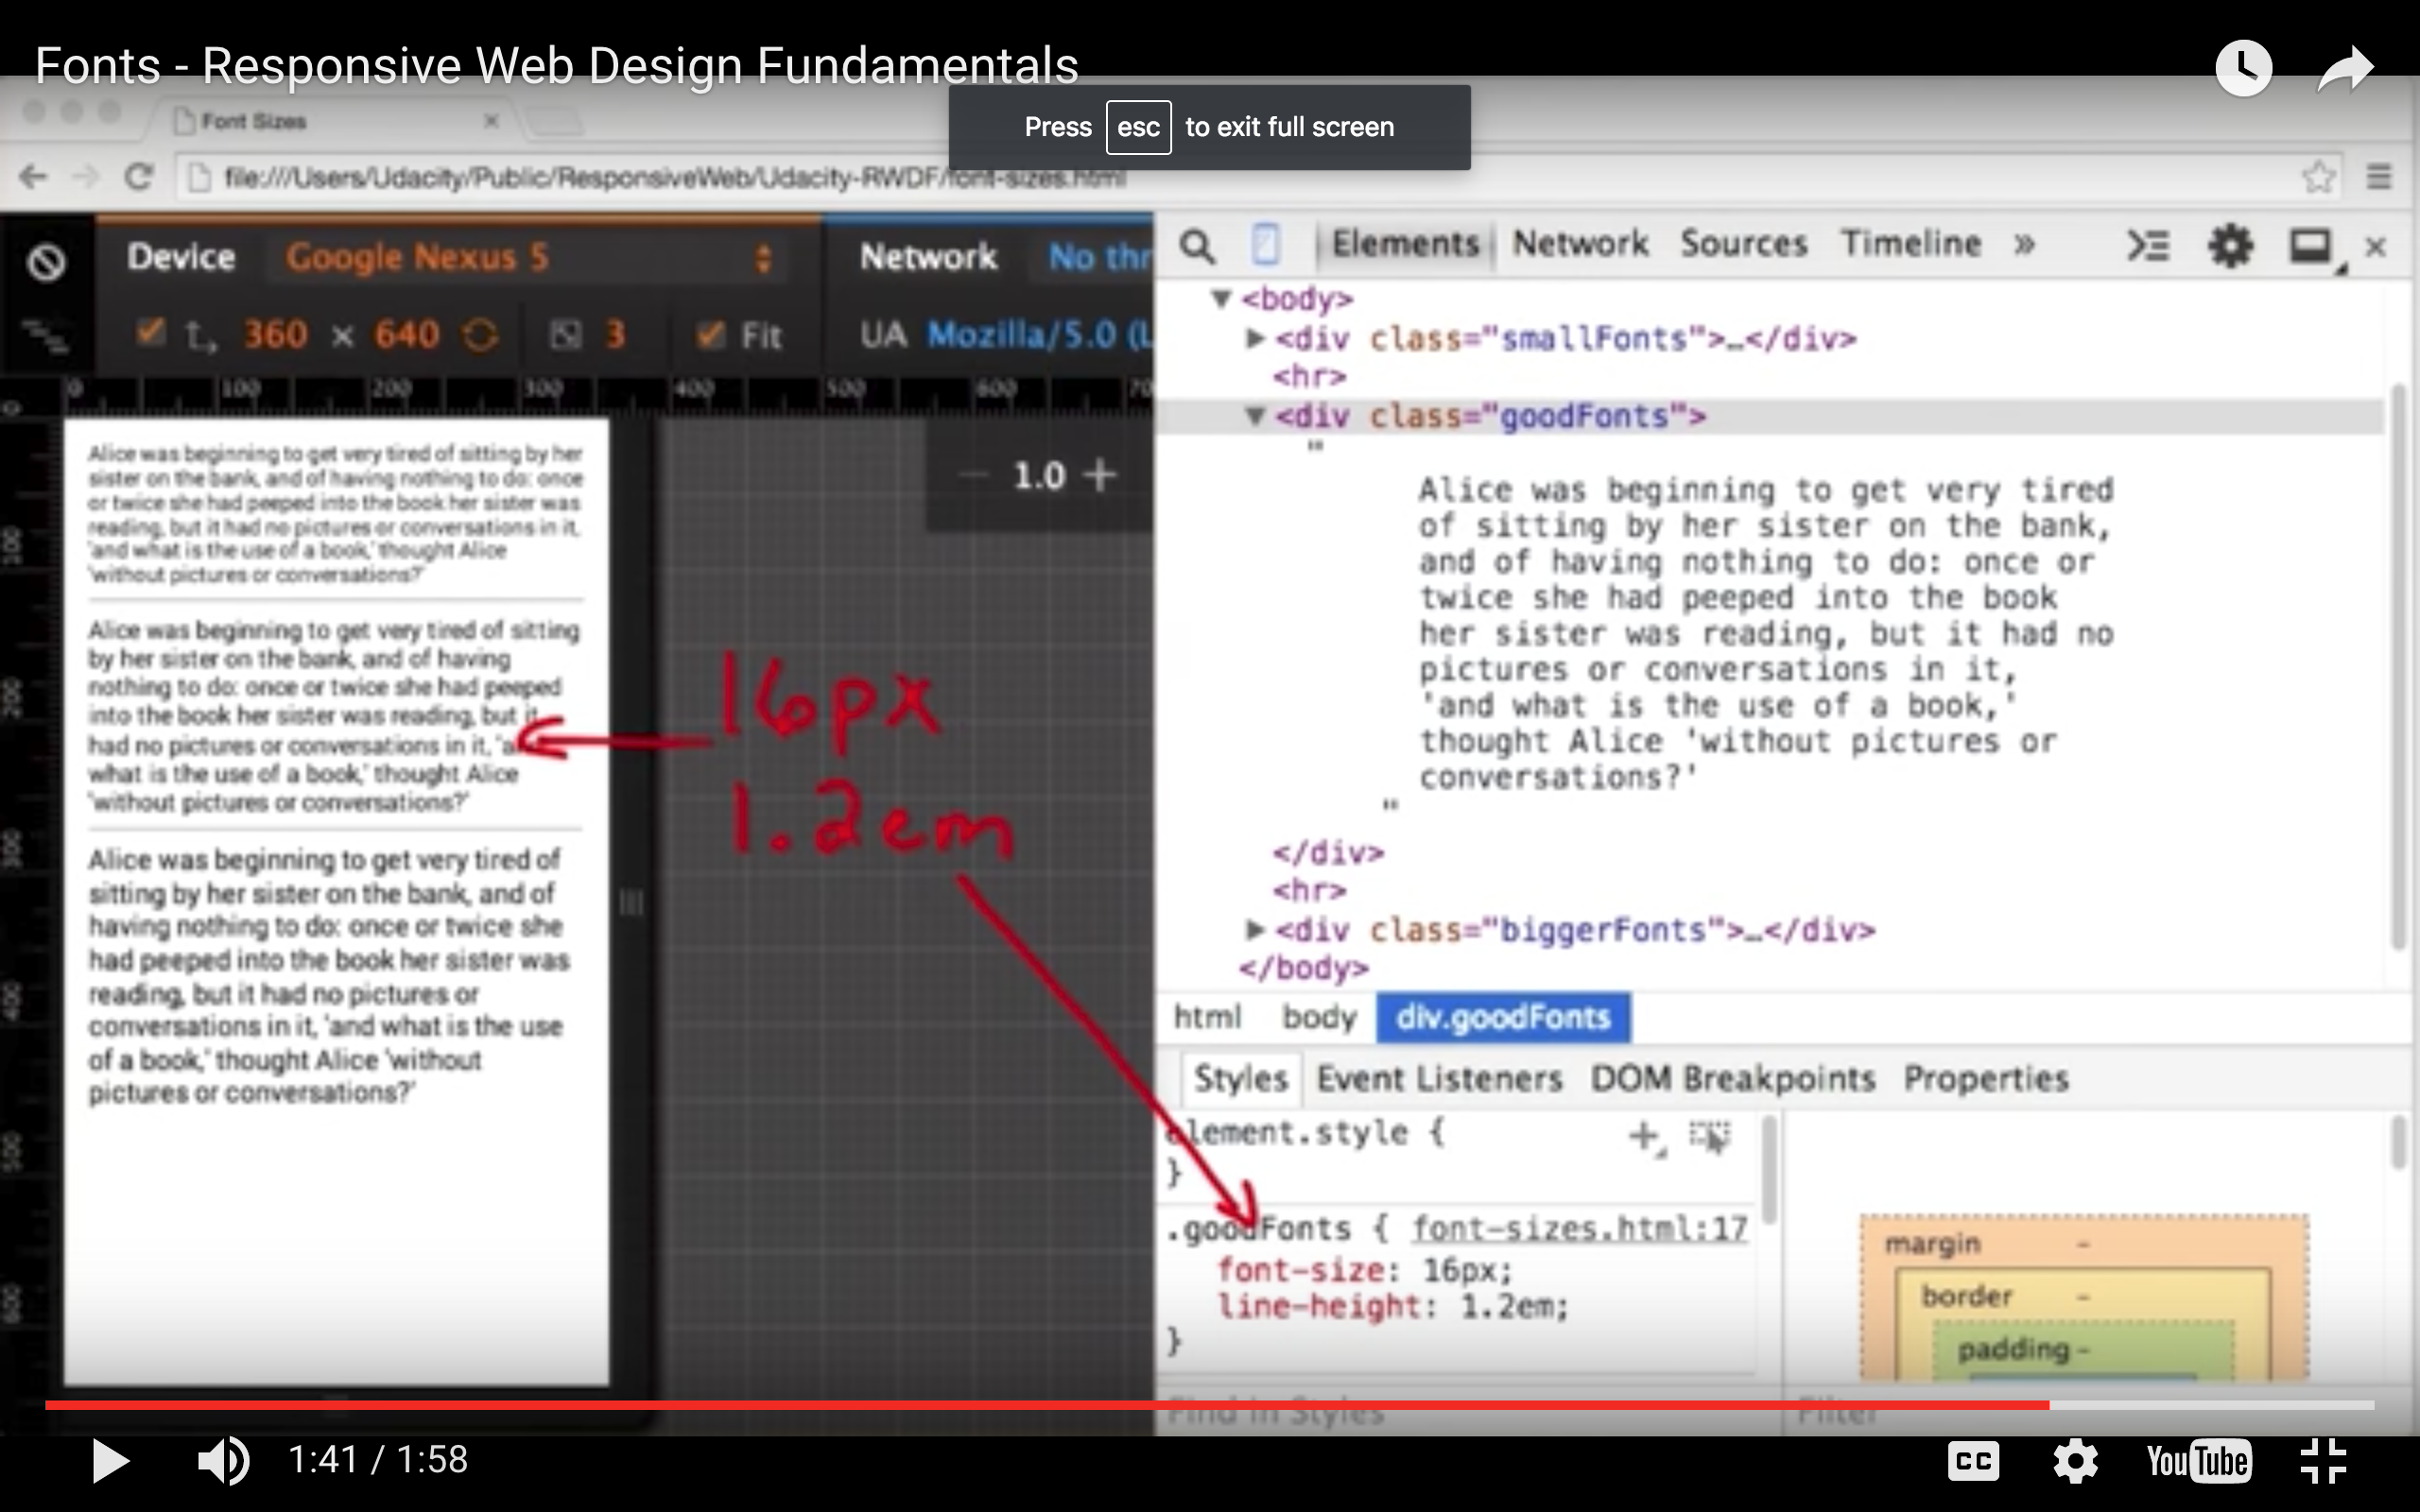 Fonts - Responsive Web Design Fundamentals
Press esc to exit full screen
Font Sizes
file:///Users/Udacity/Public/ResponsiveWeb/Udacity-RWDF/font-sizes.html
Device Google Nexus 5
Network No thr
360 x 640 3 Fit
UA Mozilla/5.0 (L
0 100 200 300 400 500 600 70
0
100
200
300
400
500
600
Alice was beginning to get very tired of sitting by her
sister on the bank, and of having nothing to do: once
or twice she had peeped into the book her sister was
reading, but it had no pictures or conversations in it,
'and what is the use of a book,' thought Alice
'without pictures or conversations?'
Alice was beginning to get very tired of sitting
by her sister on the bank, and of having
nothing to do: once or twice she had peeped
into the book her sister was reading, but it
had no pictures or conversations in it, 'a
what is the use of a book,' thought Alice
'without pictures or conversations?'
Alice was beginning to get very tired of
sitting by her sister on the bank, and of
having nothing to do: once or twice she
had peeped into the book her sister was
reading, but it had no pictures or
conversations in it, 'and what is the use
of a book,' thought Alice 'without
pictures or conversations?'
− 1.0 +
16px
1.2em
Elements Network Sources Timeline »
<body>
<div class="smallFonts">…</div>
<hr>
<div class="goodFonts">
"
Alice was beginning to get very tired
of sitting by her sister on the bank,
and of having nothing to do: once or
twice she had peeped into the book
her sister was reading, but it had no
pictures or conversations in it,
'and what is the use of a book,'
thought Alice 'without pictures or
conversations?'
"
</div>
<hr>
<div class="biggerFonts">…</div>
</body>
html body div.goodFonts
Styles Event Listeners DOM Breakpoints Properties
element.style {
}
.goodFonts { font-sizes.html:17
font-size: 16px;
line-height: 1.2em;
}
margin -
border -
padding -
Find in Styles
Filter
1:41 / 1:58
CC
YouTube